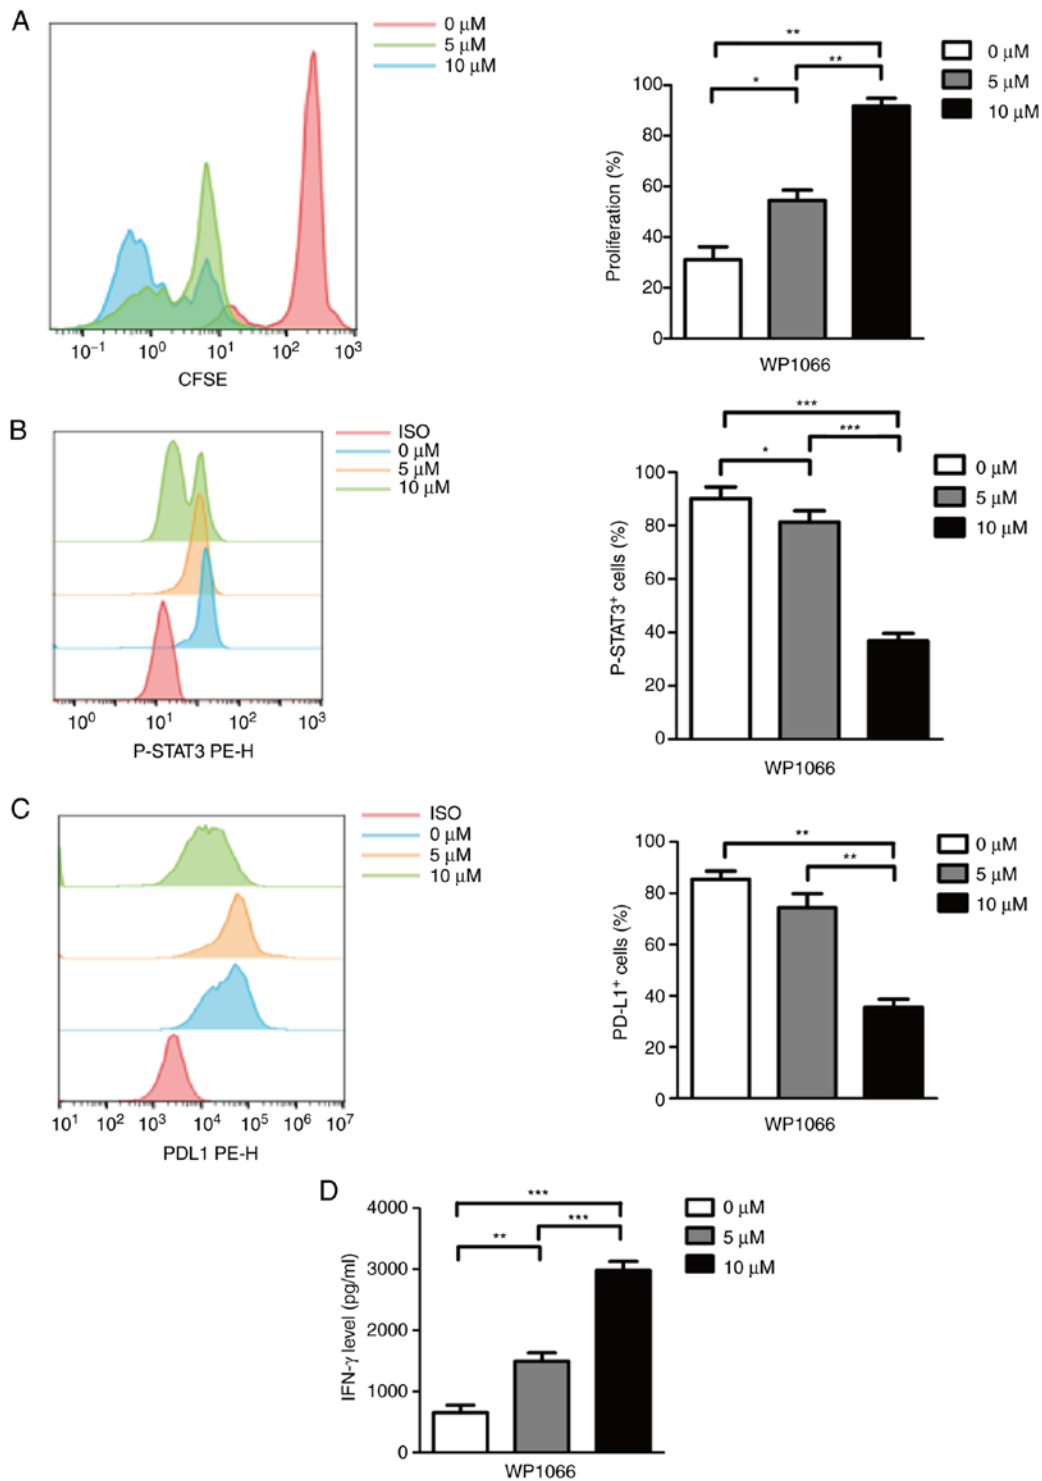 A
0 µM
5 µM
10 µM
10⁻¹ 10⁰ 10¹ 10² 10³
CFSE
** 
* **
0 µM
5 µM
10 µM
100
80
60
40
20
0
Proliferation (%)
WP1066
B
ISO
0 µM
5 µM
10 µM
10⁰ 10¹ 10² 10³
P-STAT3 PE-H
***
* ***
0 µM
5 µM
10 µM
100
80
60
40
20
0
P-STAT3⁺ cells (%)
WP1066
C
ISO
0 µM
5 µM
10 µM
10¹ 10² 10³ 10⁴ 10⁵ 10⁶ 10⁷
PDL1 PE-H
**
**
0 µM
5 µM
10 µM
100
80
60
40
20
0
PD-L1⁺ cells (%)
WP1066
D
***
** ***
0 µM
5 µM
10 µM
4000
3000
2000
1000
0
IFN-γ level (pg/ml)
WP1066